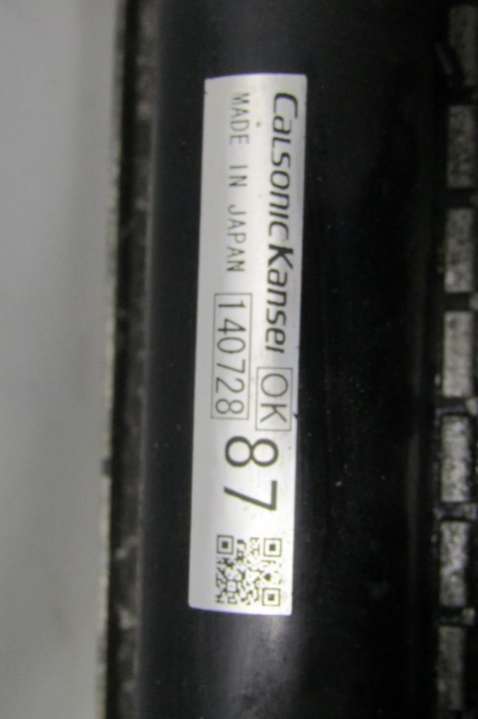 CalsonicKansei OK
MADE IN JAPAN 140728
87